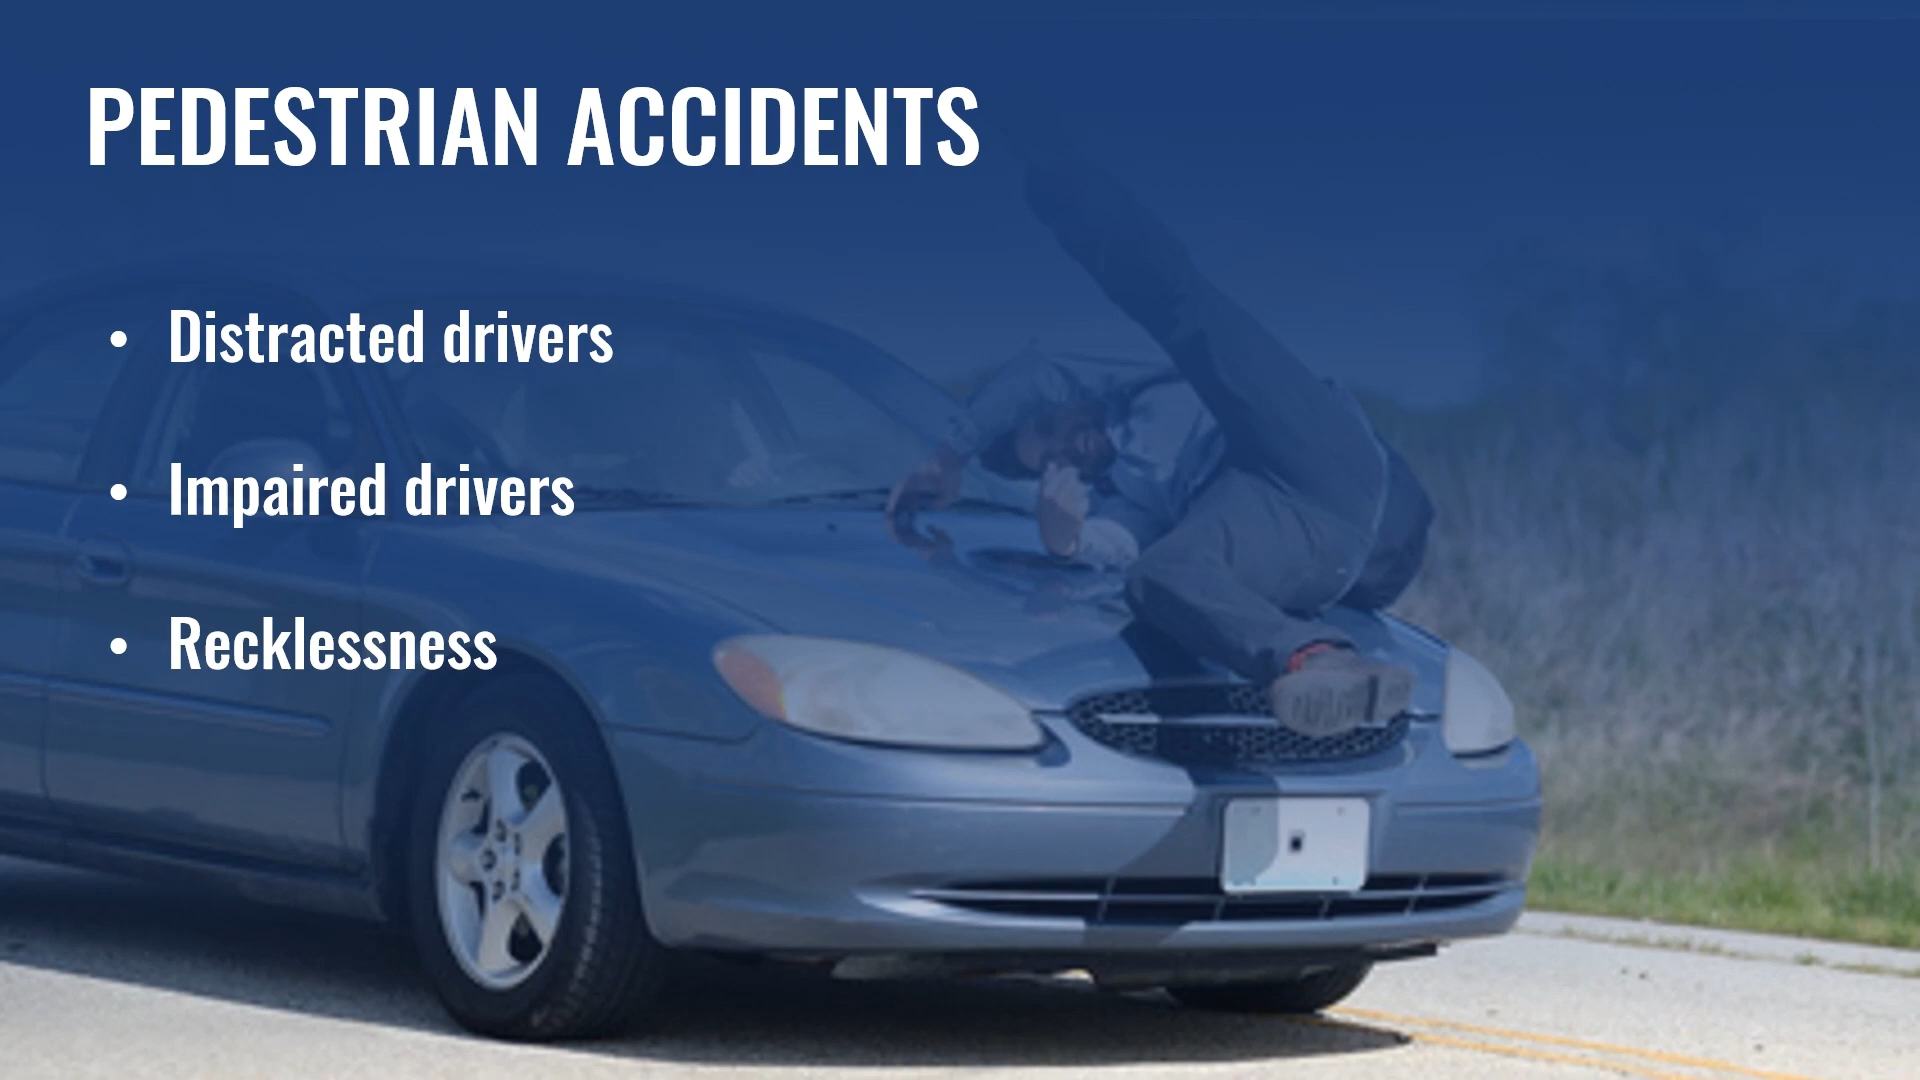 PEDESTRIAN ACCIDENTS
• Distracted drivers
• Impaired drivers
• Recklessness